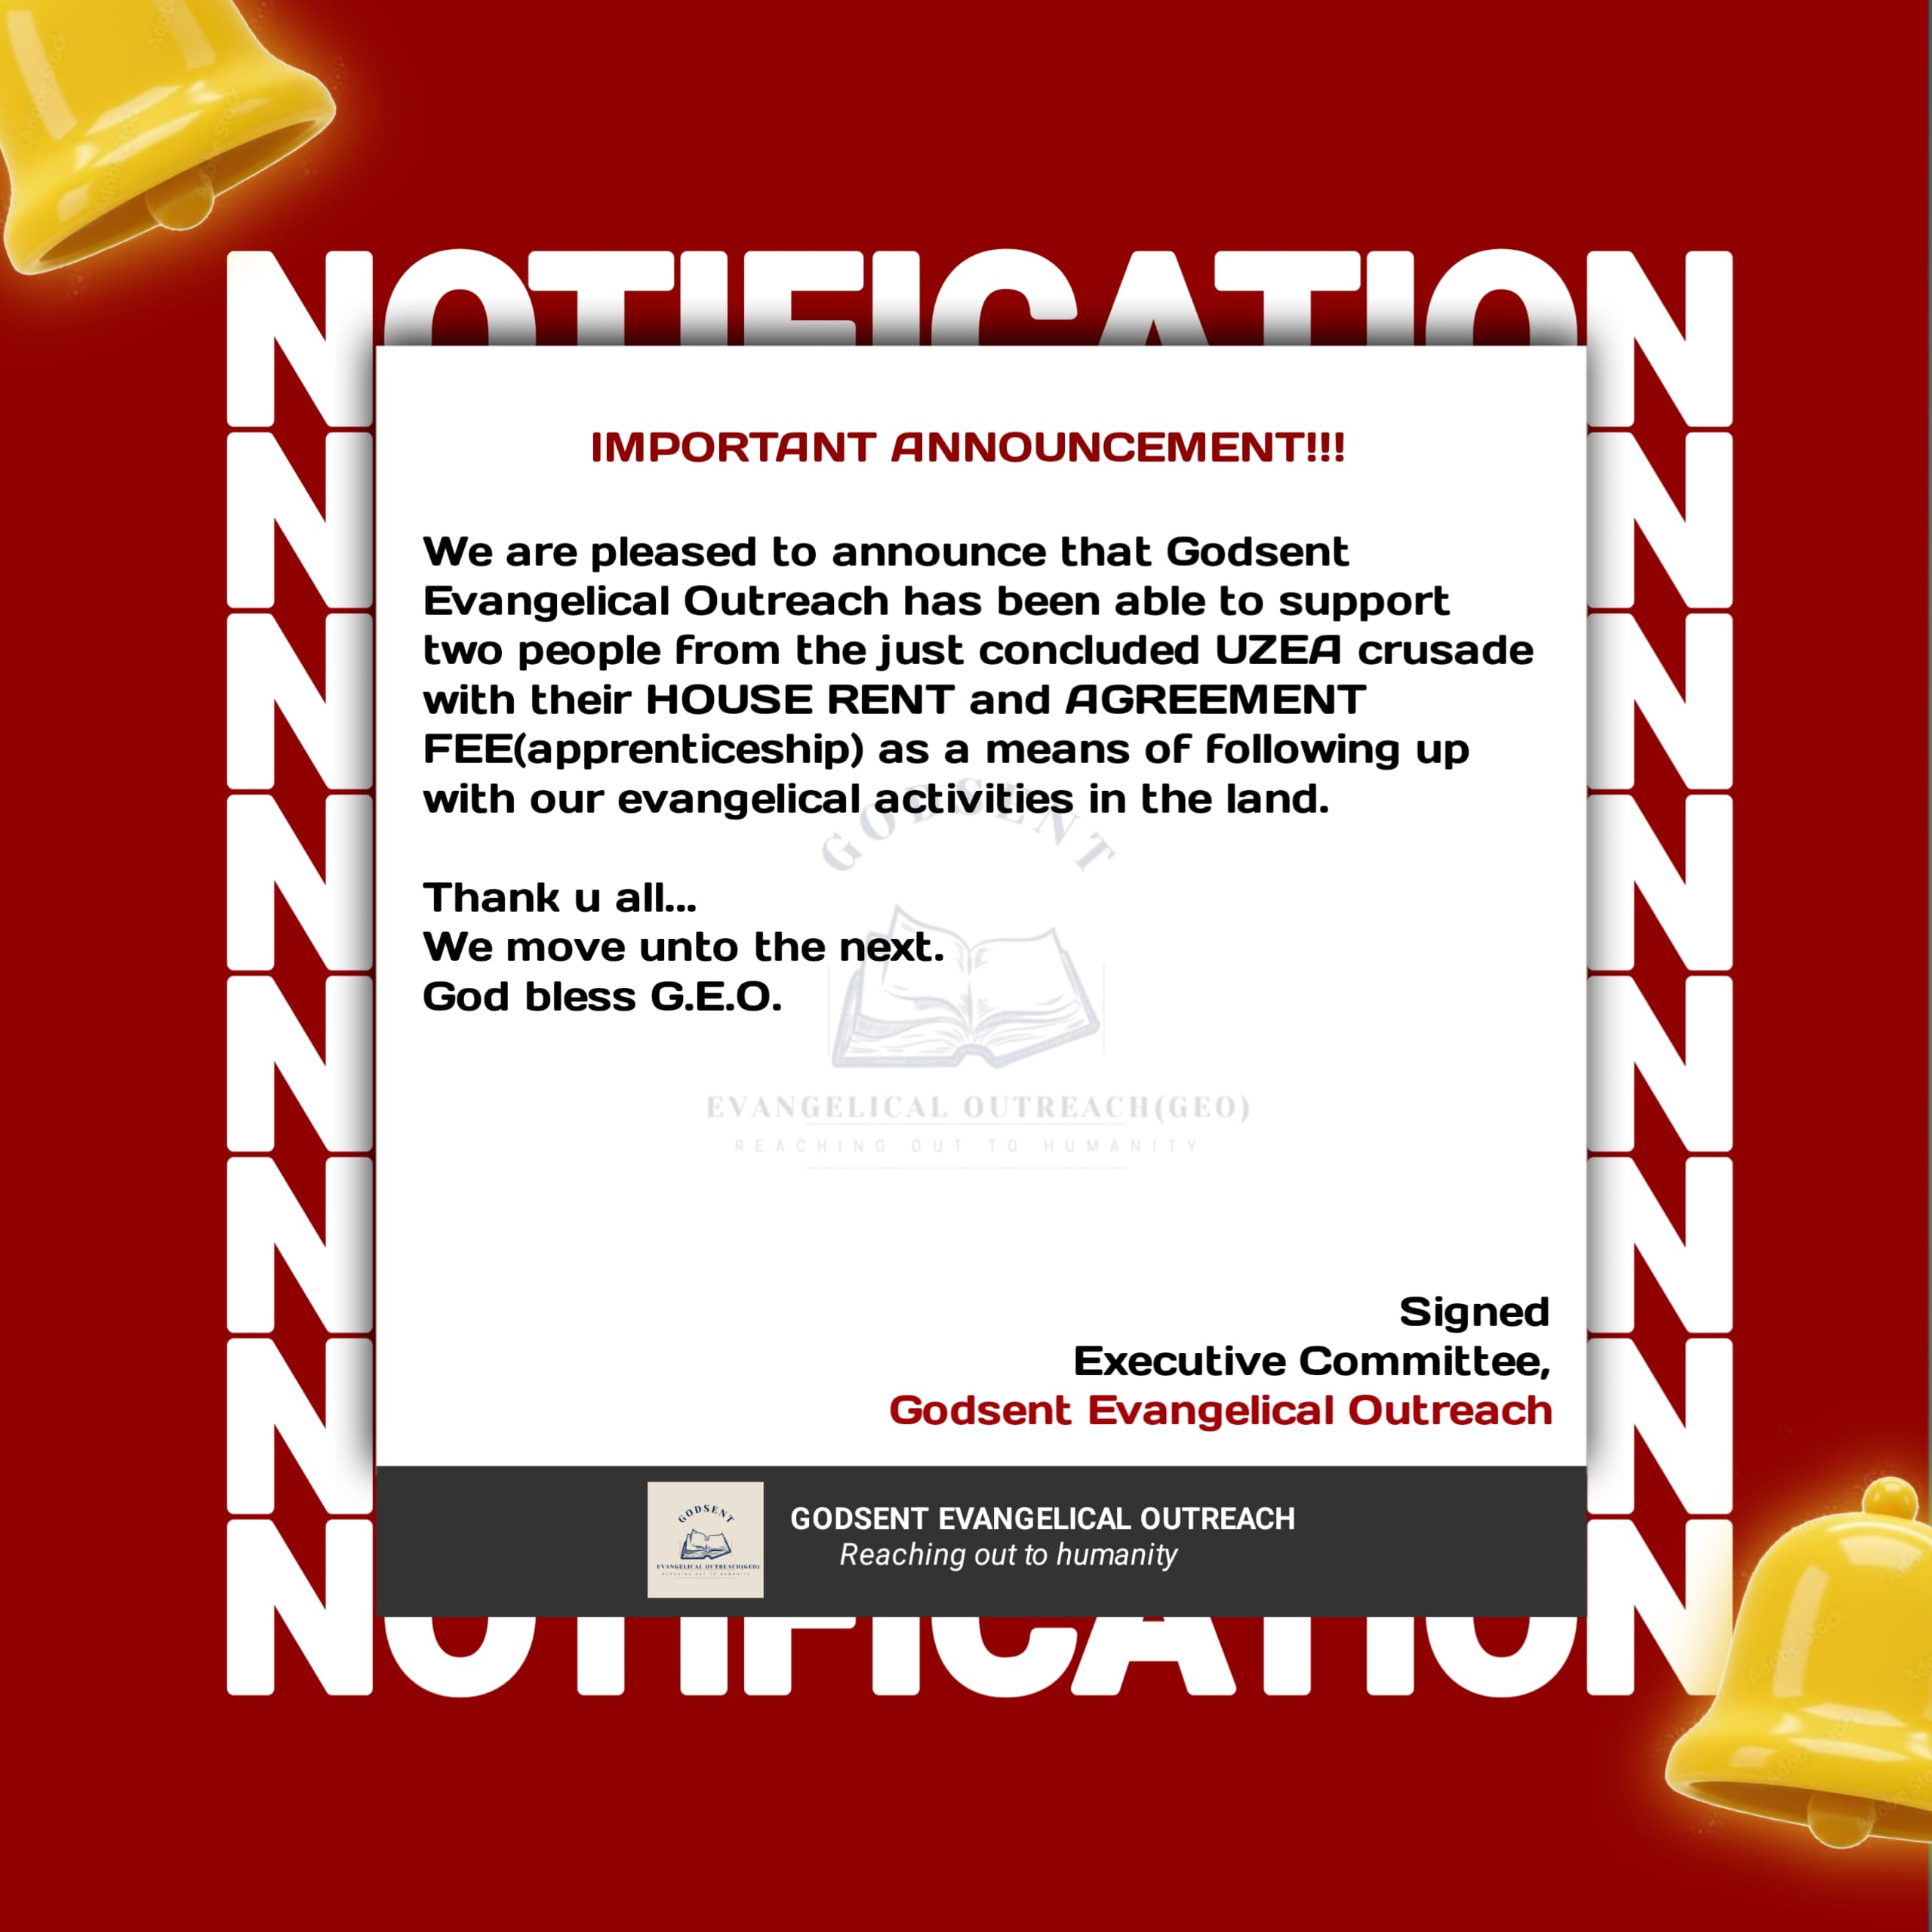 NOTIFICATION
N N
N N
N N
N N
N N
N N
IMPORTANT ANNOUNCEMENT!!!
We are pleased to announce that Godsent
Evangelical Outreach has been able to support
two people from the just concluded UZEA crusade
with their HOUSE RENT and AGREEMENT
FEE(apprenticeship) as a means of following up
with our evangelical activities in the land.
Thank u all...
We move unto the next.
God bless G.E.O.
GODSENT
EVANGELICAL OUTREACH(GEO)
REACHING OUT TO HUMANITY
Signed
Executive Committee,
Godsent Evangelical Outreach
GODSENT
EVANGELICAL OUTREACH(GEO)
REACHING OUT TO HUMANITY
GODSENT EVANGELICAL OUTREACH
Reaching out to humanity
NOTIFICATION